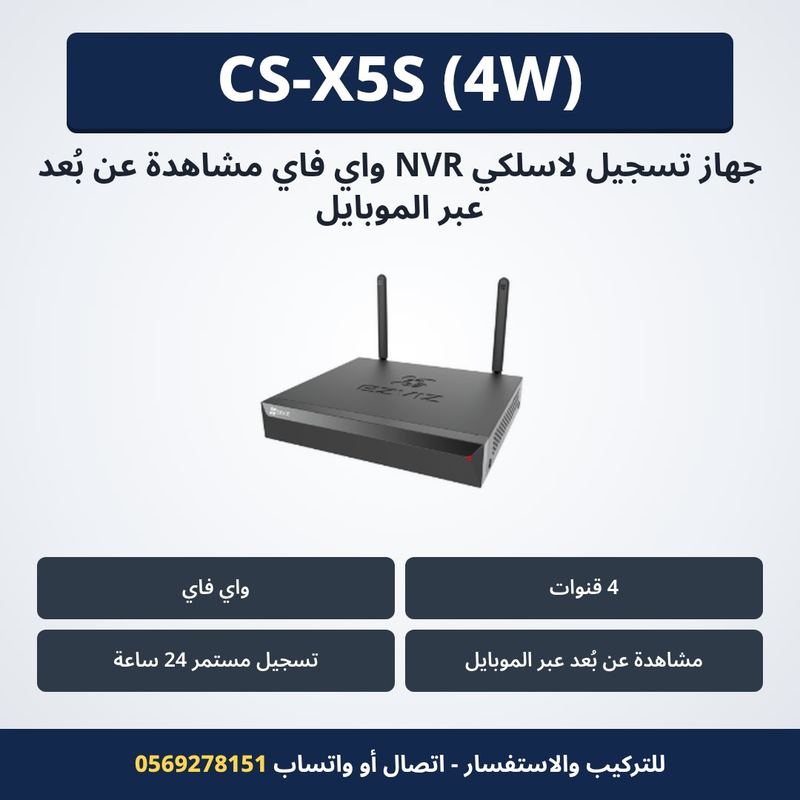 CS-X5S (4W)
جهاز تسجيل لاسلكي NVR واي فاي مشاهدة عن بُعد
عبر الموبايل
EZVIZ
4 قنوات
واي فاي
مشاهدة عن بُعد عبر الموبايل
تسجيل مستمر 24 ساعة
للتركيب والاستفسار - اتصال أو واتساب 0569278151